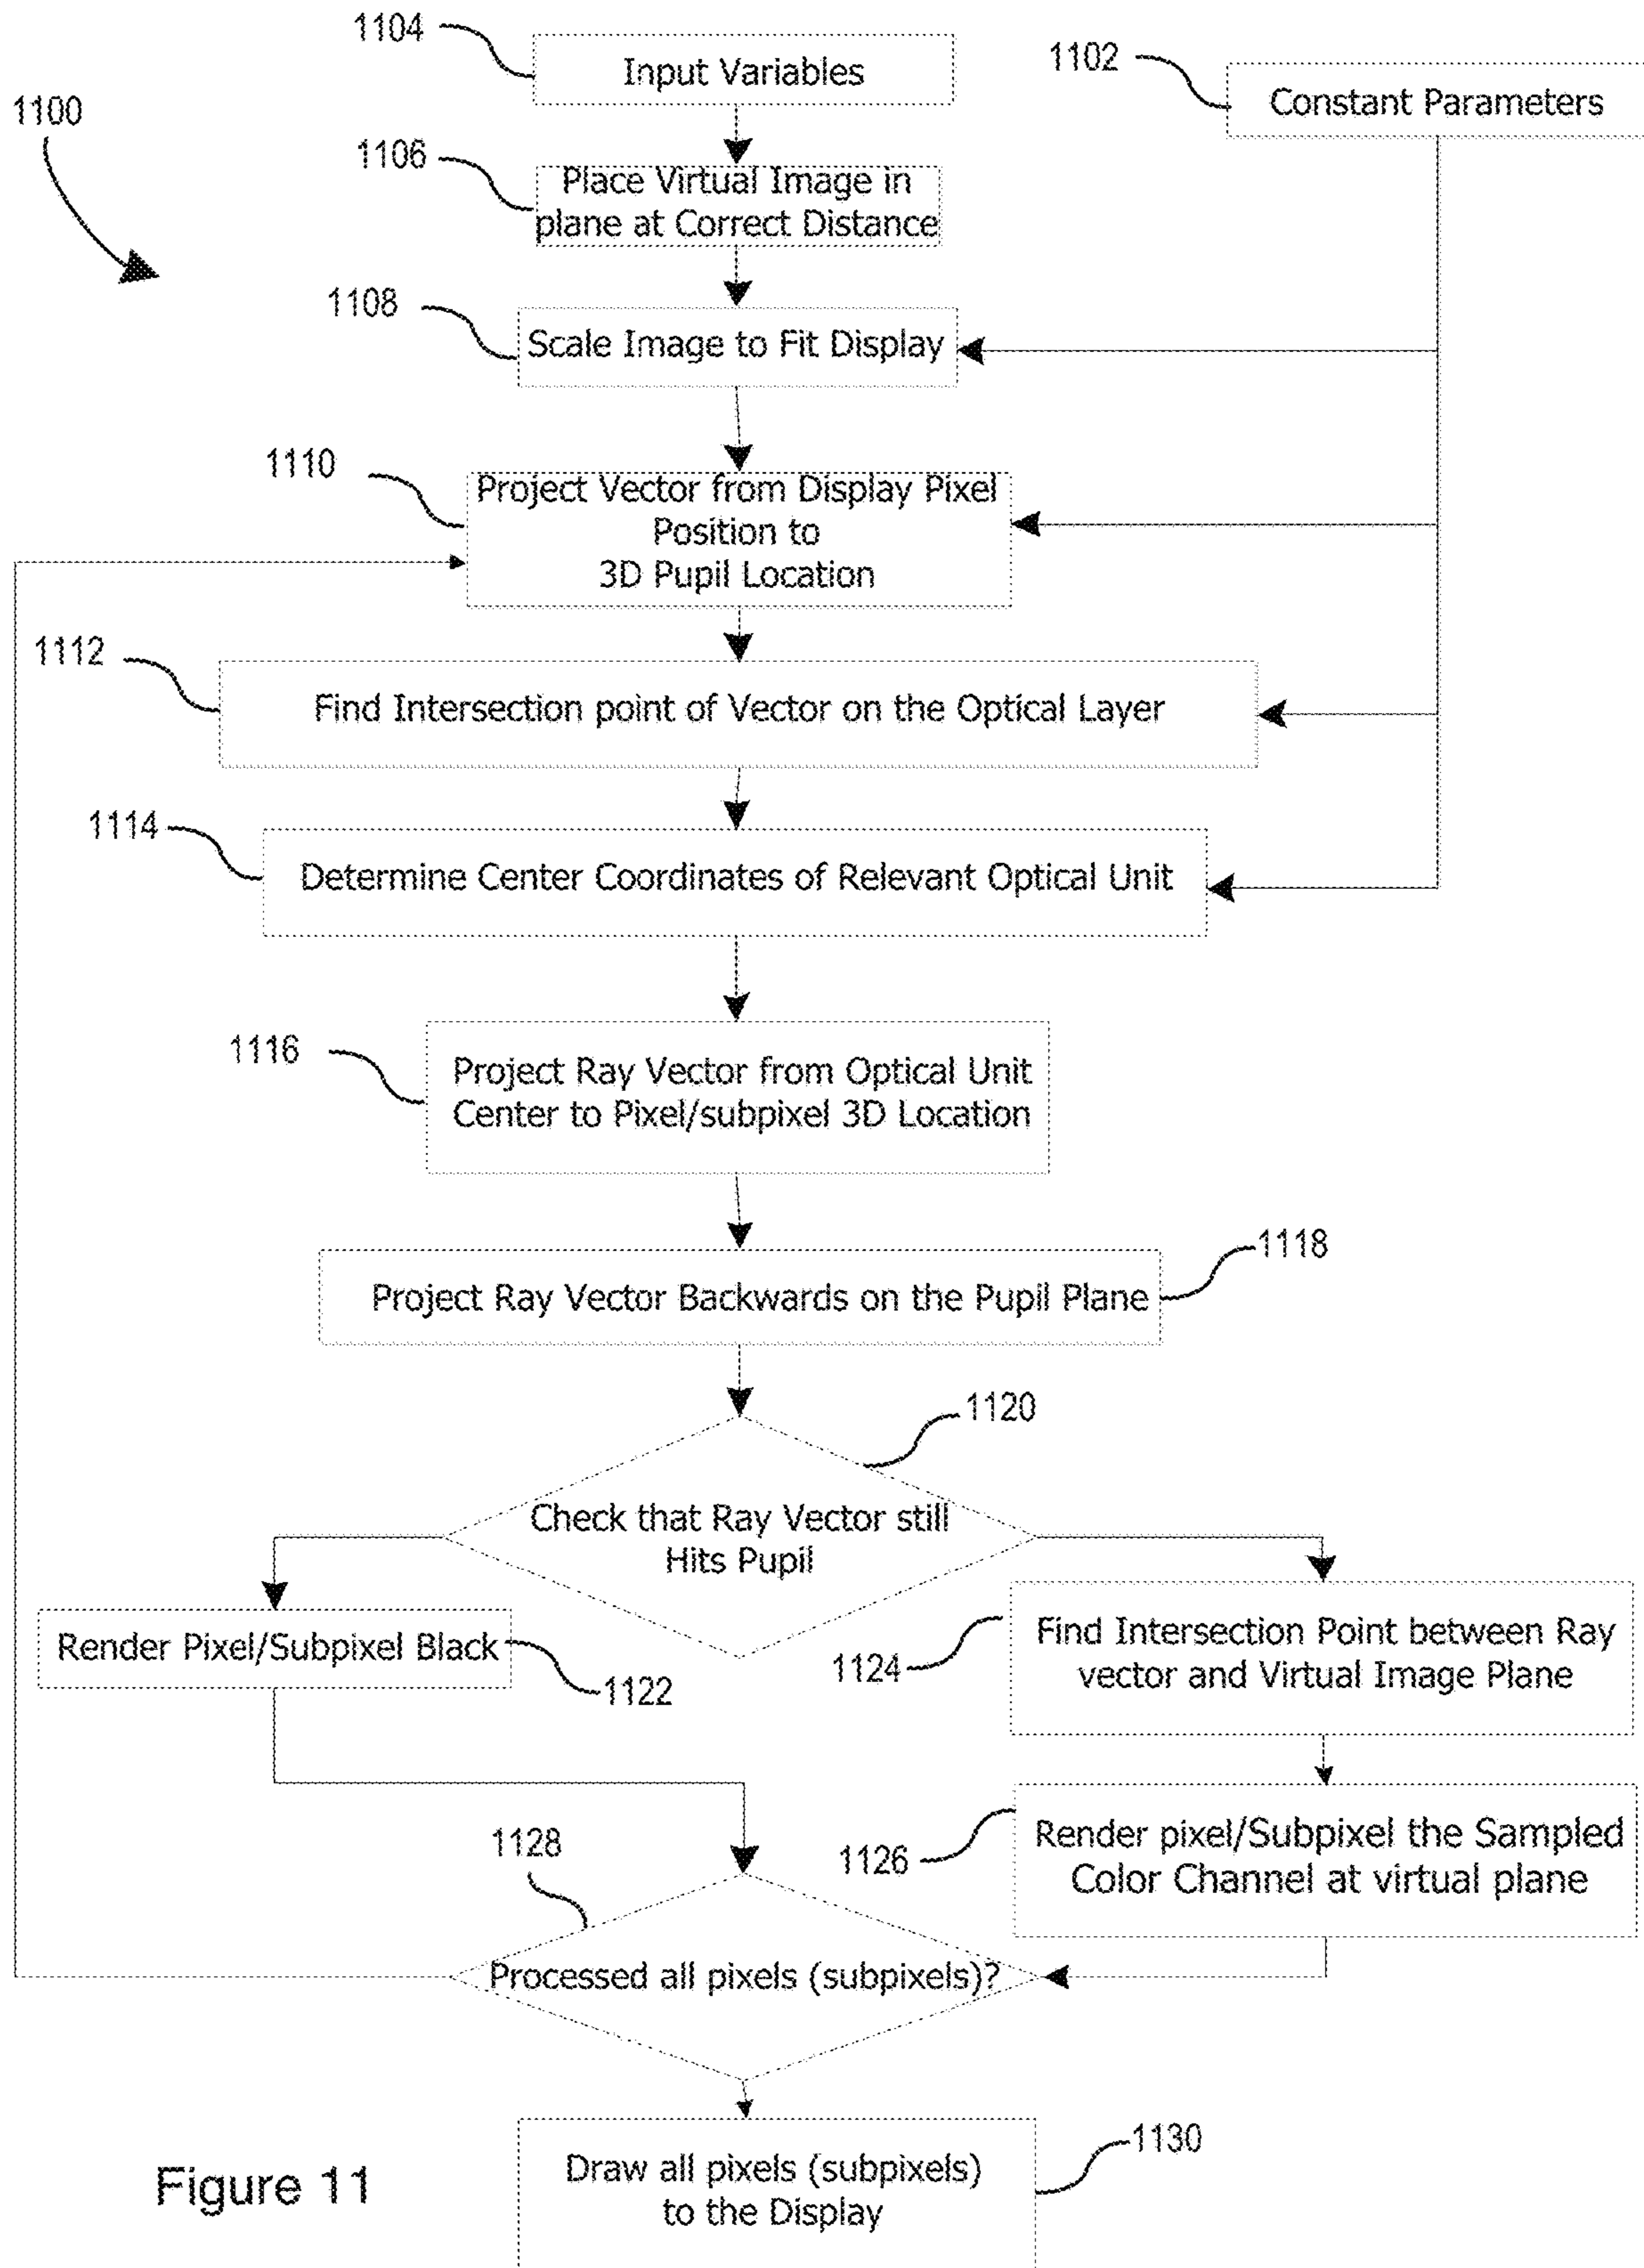 1104
Input Variables
1102
Constant Parameters
1100
1106
Place Virtual Image in
plane at Correct Distance
1108
Scale Image to Fit Display
1110
Project Vector from Display Pixel
Position to
3D Pupil Location
1112
Find Intersection point of Vector on the Optical Layer
1114
Determine Center Coordinates of Relevant Optical Unit
1116
Project Ray Vector from Optical Unit
Center to Pixel/subpixel 3D Location
1118
Project Ray Vector Backwards on the Pupil Plane
1120
Check that Ray Vector still
Hits Pupil
Render Pixel/Subpixel Black
1122
1124
Find Intersection Point between Ray
vector and Virtual Image Plane
1126
Render pixel/Subpixel the Sampled
Color Channel at virtual plane
1128
Processed all pixels (subpixels)?
1130
Draw all pixels (subpixels)
to the Display
Figure 11